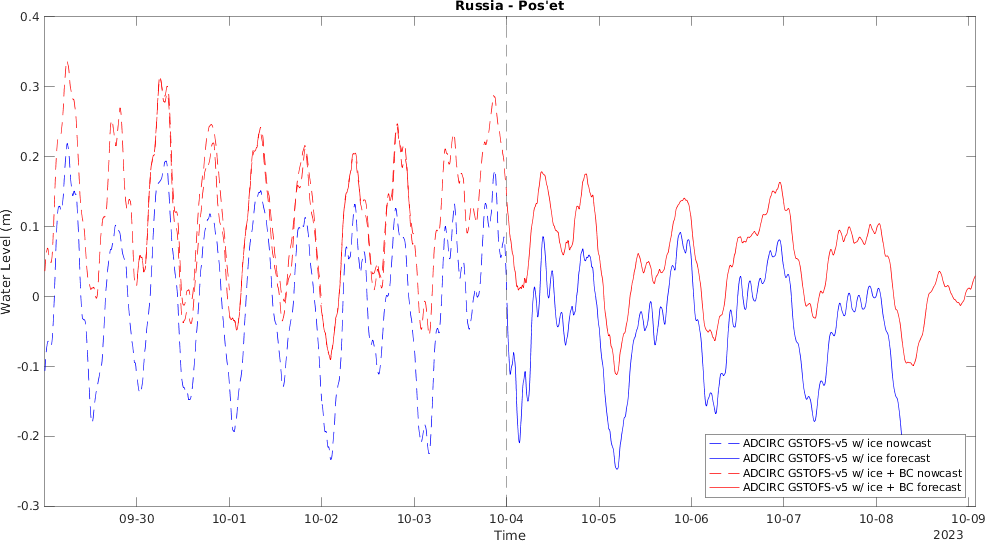 Russia - Pos'et
Water Level (m)
0.4
0.3
0.2
0.1
0
-0.1
-0.2
-0.3
ADCIRC GSTOFS-v5 w/ ice nowcast
ADCIRC GSTOFS-v5 w/ ice forecast
ADCIRC GSTOFS-v5 w/ ice + BC nowcast
ADCIRC GSTOFS-v5 w/ ice + BC forecast
09-30
10-01
10-02
10-03
10-04
10-05
10-06
10-07
10-08
10-09
Time
2023